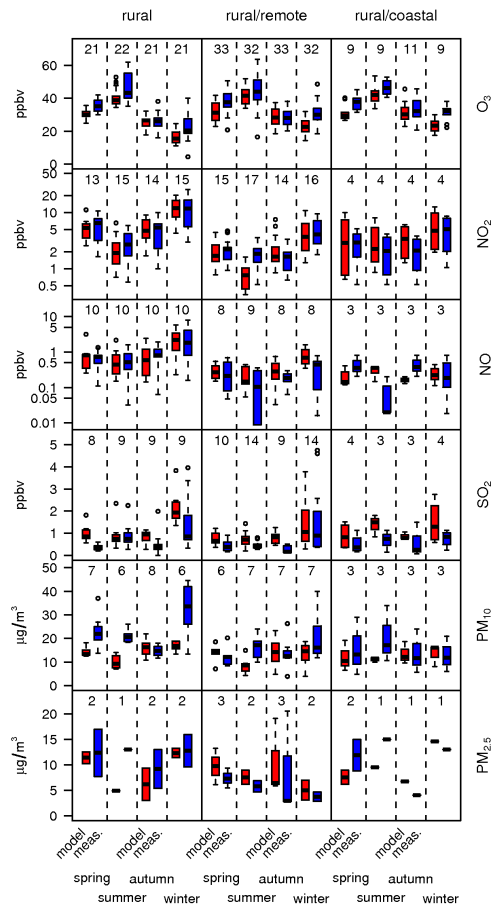 rural rural/remote rural/coastal
21 22 21 21 33 32 33 32 9 9 11 9
60
40
20
0
ppbv
O3
13 15 14 15 15 17 14 16 4 4 4 4
50
20
10
5
2
1
0.5
ppbv
NO2
10 10 10 10 8 9 8 8 3 3 3 3
10
5
1.0
0.5
0.1
0.05
0.01
ppbv
NO
8 9 9 9 10 14 9 14 4 3 3 4
5
4
3
2
1
0
ppbv
SO2
7 6 8 6 6 7 7 7 3 3 3 3
50
40
30
20
10
0
µg/m3
PM10
2 1 2 2 3 2 3 2 2 1 1 1
20
15
10
5
0
µg/m3
PM2.5
model meas. model meas. model meas. model meas. model meas. model meas.
spring autumn spring autumn spring autumn
summer winter summer winter summer winter